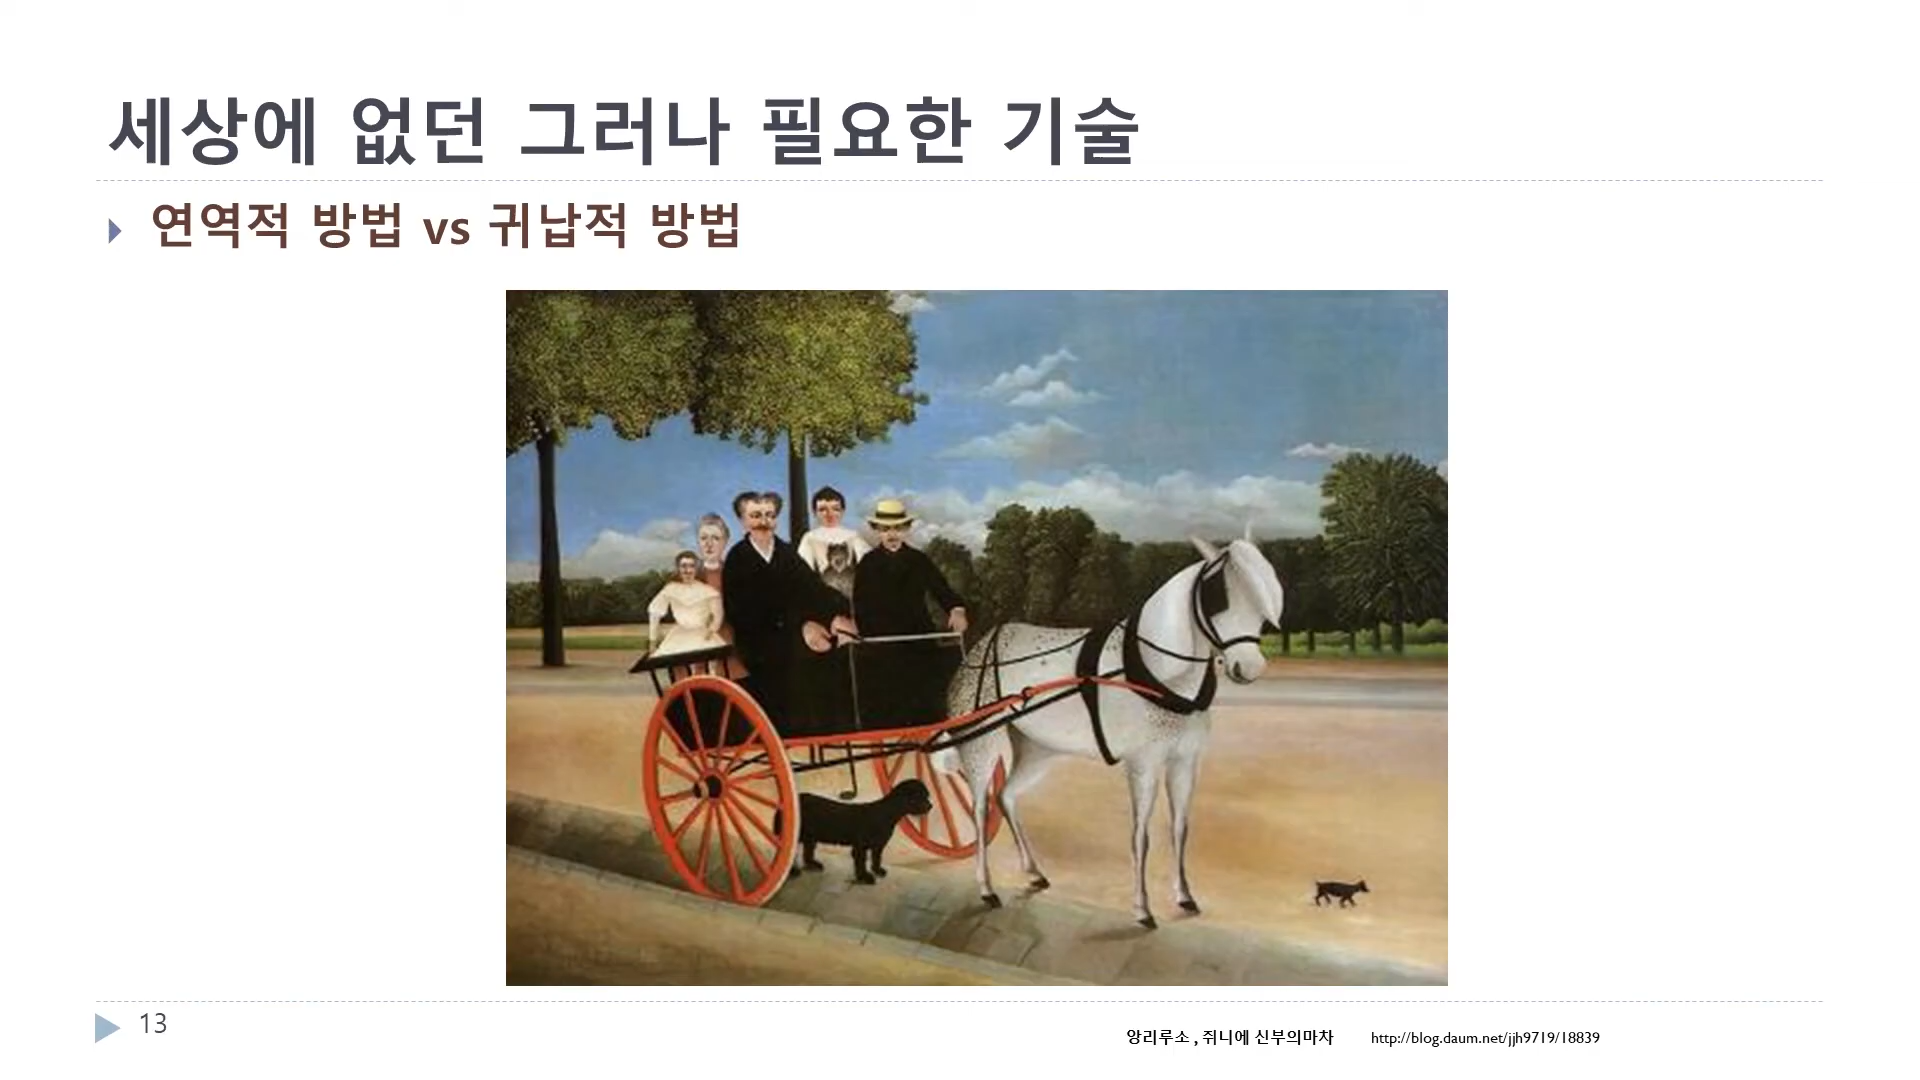 세상에 없던 그러나 필요한 기술
연역적 방법 vs 귀납적 방법
13
앙리루소 , 쥐니에 신부의마차 http://blog.daum.net/jjh9719/18839